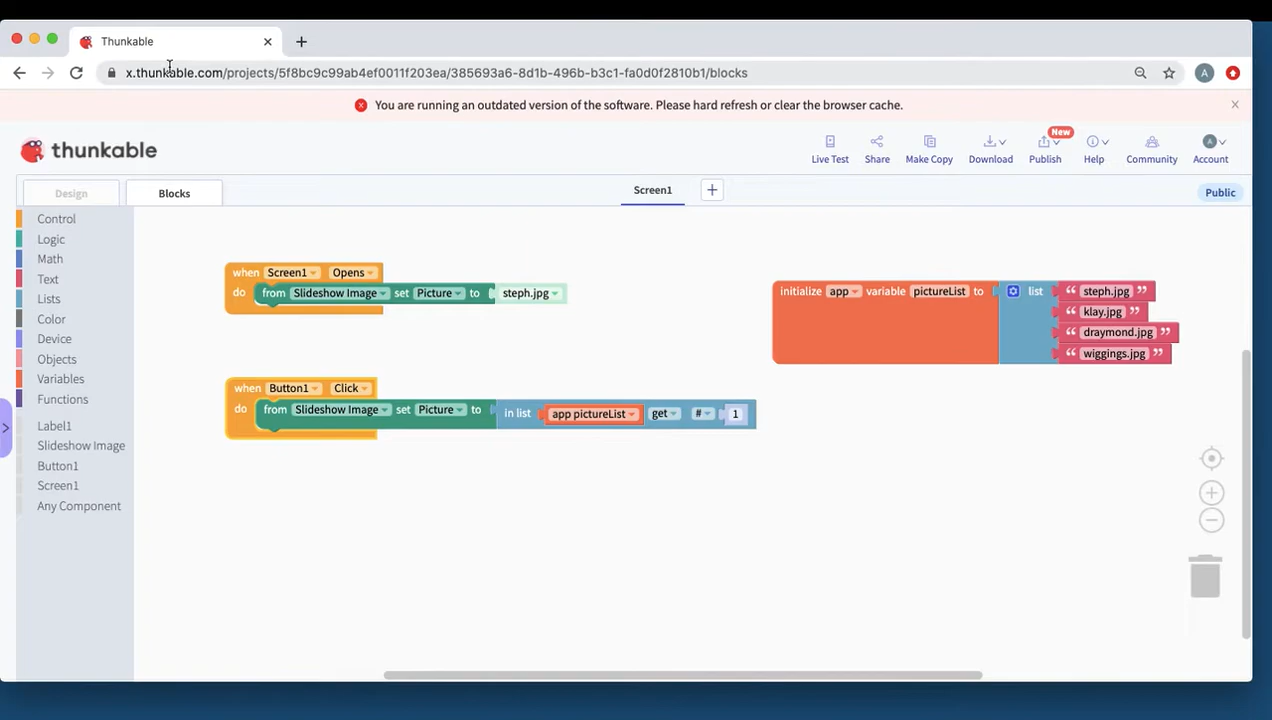 Thunkable
x.thunkable.com/projects/5f8bc9c99ab4ef0011f203ea/385693a6-8d1b-496b-b3c1-fa0d0f2810b1/blocks
A
You are running an outdated version of the software. Please hard refresh or clear the browser cache.
thunkable
New
Live Test
Share
Make Copy
Download
Publish
Help
Community
A
Account
Design
Blocks
Screen1
Public
Control
Logic
Math
Text
Lists
Color
Device
Objects
Variables
Functions
Label1
Slideshow Image
Button1
Screen1
Any Component
when Screen1 Opens
do from Slideshow Image set Picture to steph.jpg
initialize app variable pictureList to list “ steph.jpg ”
“ klay.jpg ”
“ draymond.jpg ”
“ wiggings.jpg ”
when Button1 Click
do from Slideshow Image set Picture to in list app pictureList get # 1